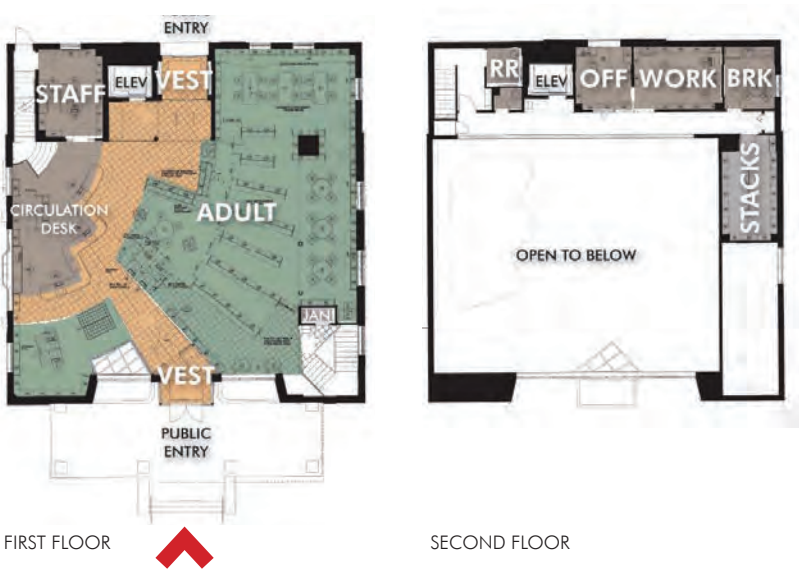 ENTRY
STAFF
ELEV
VEST
ADULT
CIRCULATION
DESK
JANI
VEST
PUBLIC
ENTRY
FIRST FLOOR
RR
ELEV
OFF
WORK
BRK
STACKS
OPEN TO BELOW
SECOND FLOOR